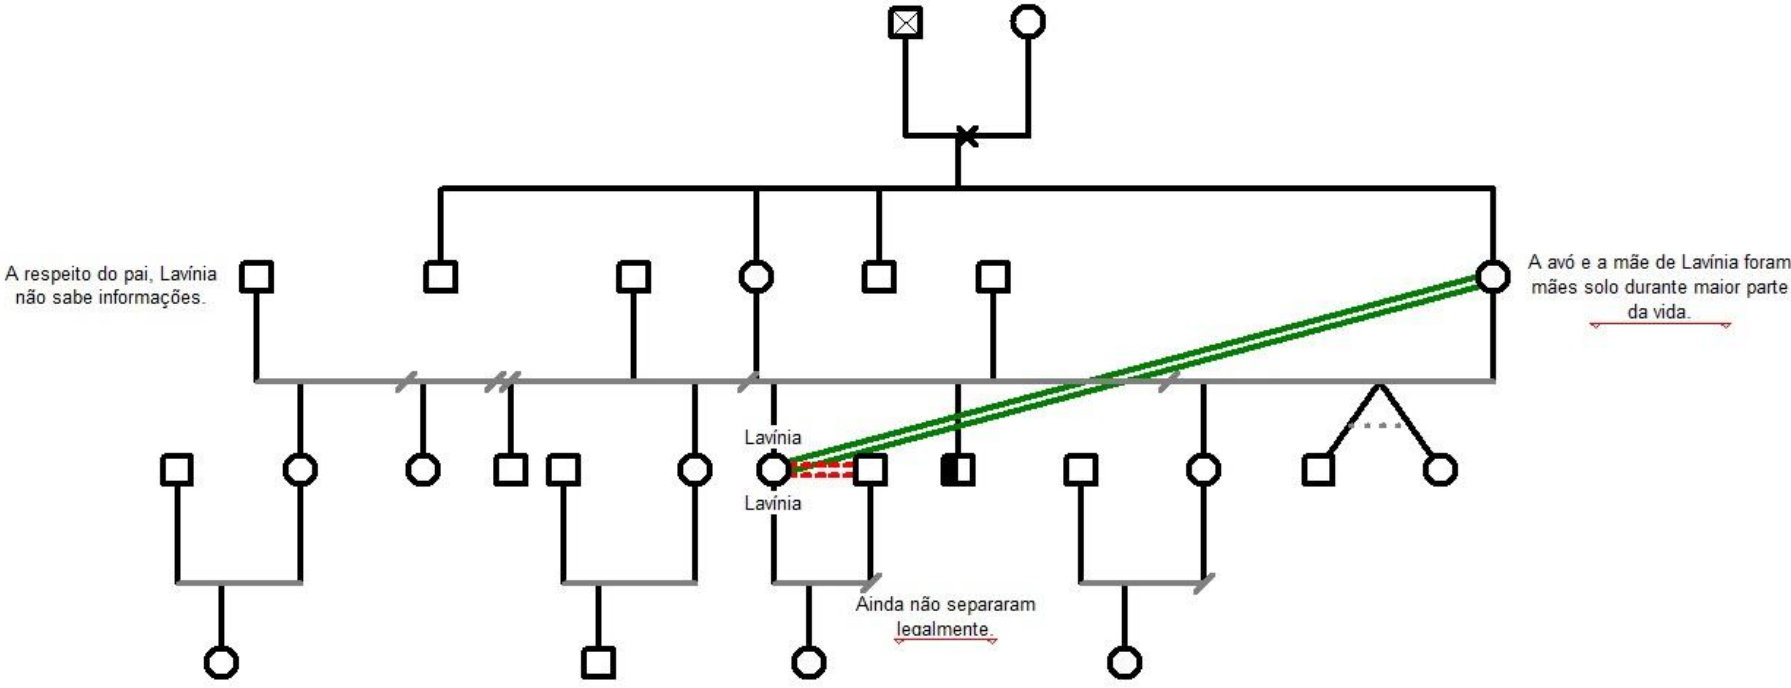 A respeito do pai, Lavínia
não sabe informações.
A avó e a mãe de Lavínia foram
mães solo durante maior parte
da vida.
Lavínia
Lavínia
Ainda não separaram
legalmente.